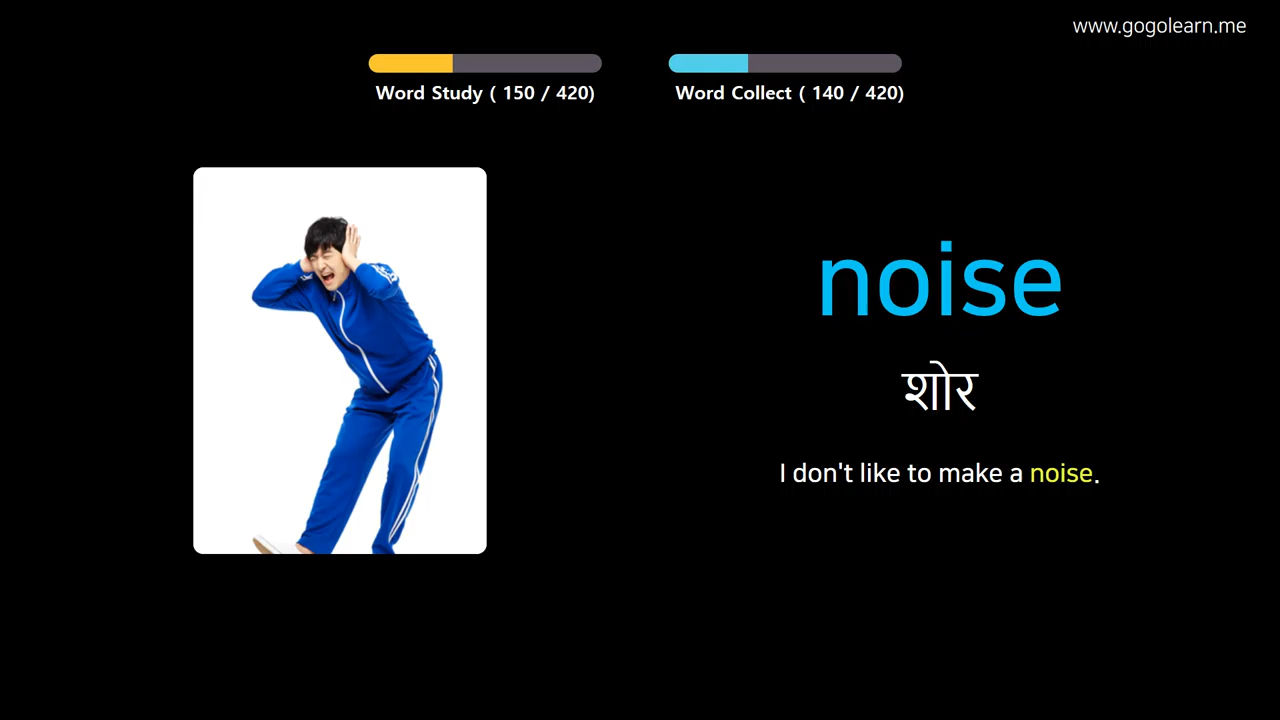 www.gogolearn.me
Word Study ( 150 / 420)
Word Collect ( 140 / 420)
noise
शोर
I don't like to make a noise.